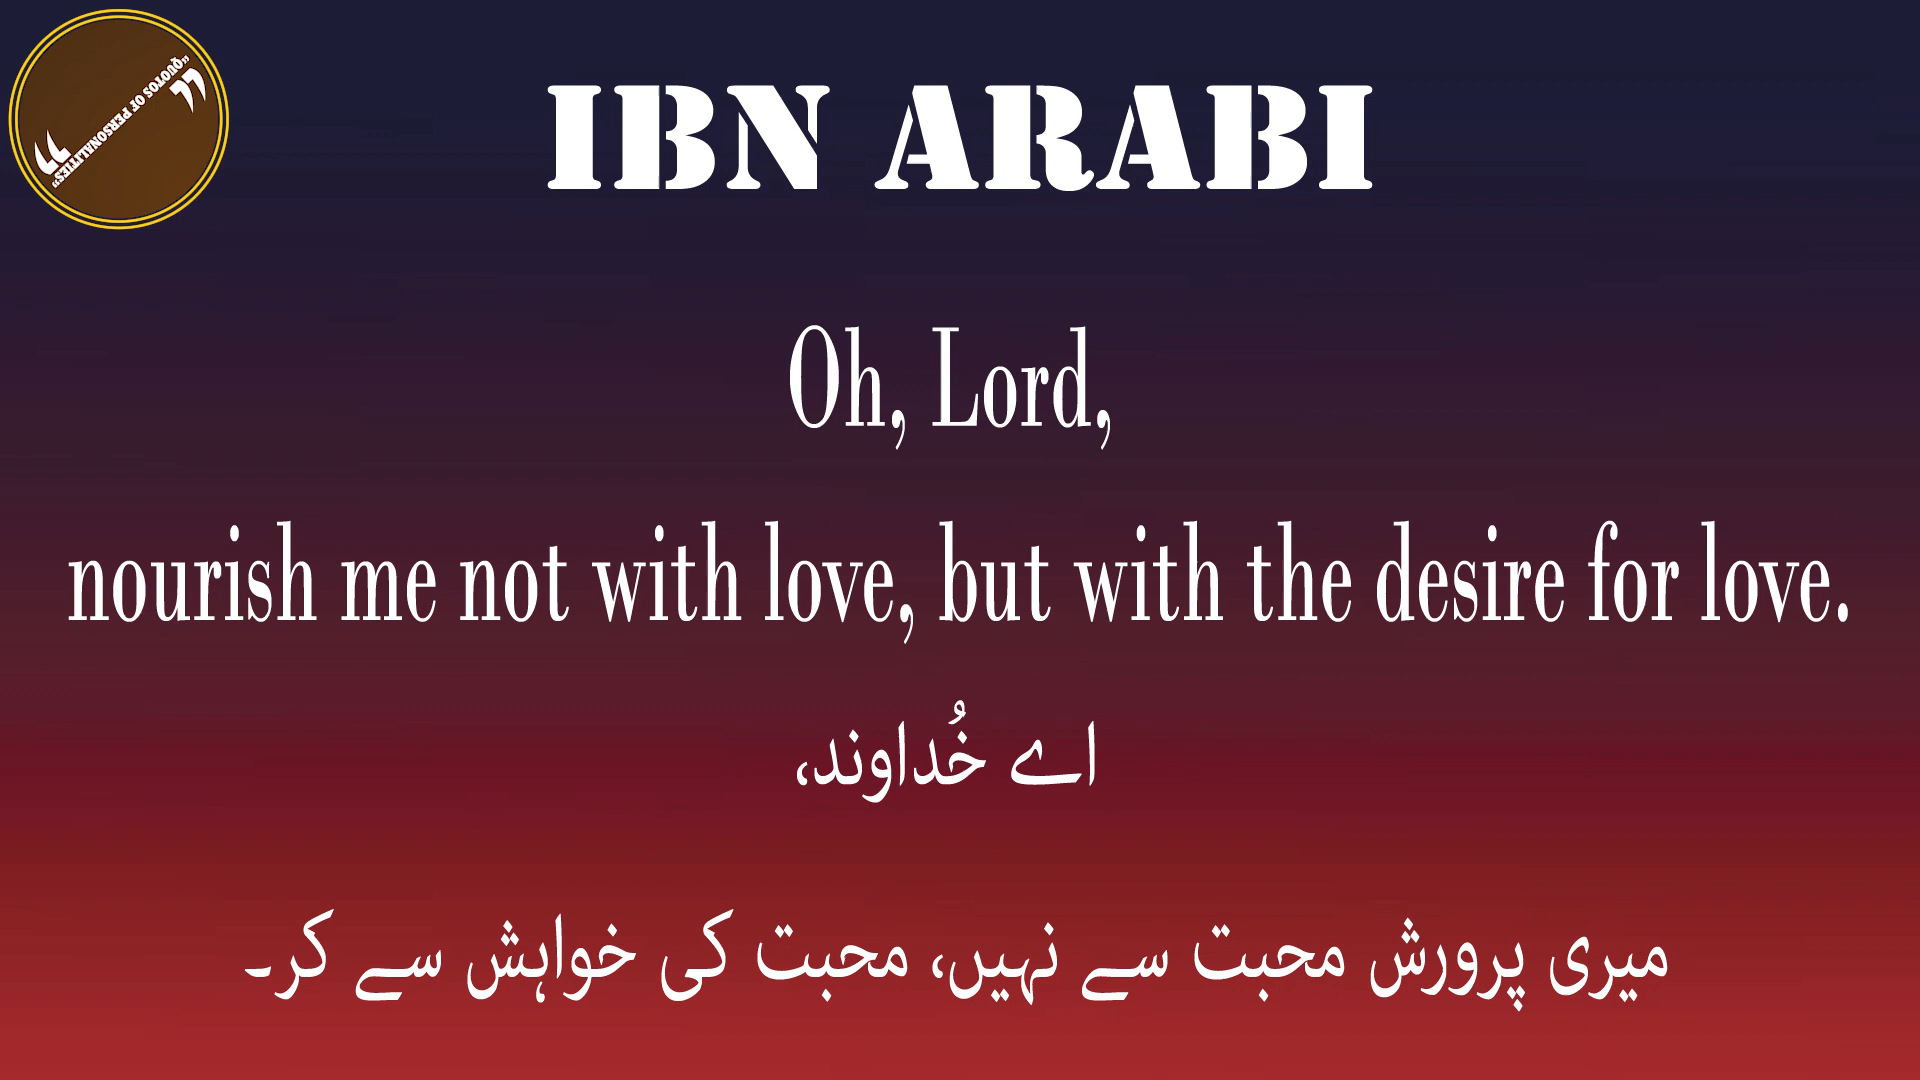 "QUOTOS OF PERSONALITIES"
IBN ARABI
Oh, Lord,
nourish me not with love, but with the desire for love.
اے خُداوند،
میری پرورش محبت سے نہیں، محبت کی خواہش سے کر۔